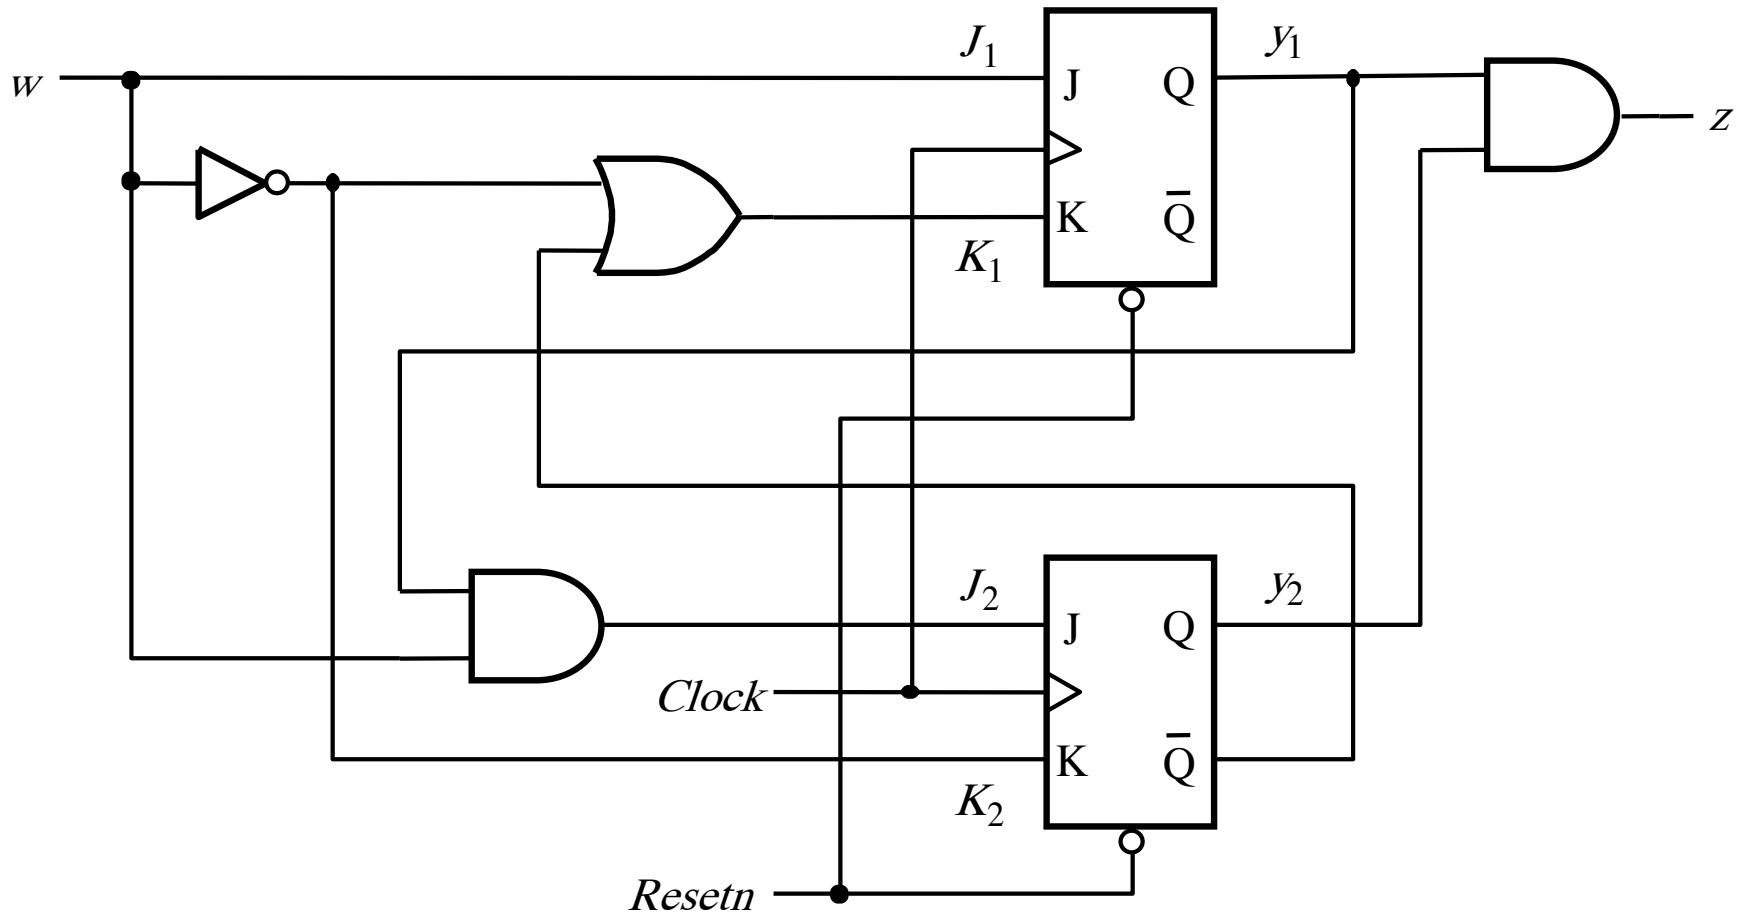 J₁
y₁
w
J
Q
z
K
Q̅
K₁
J₂
y₂
J
Q
Clock
K
Q̅
K₂
Resetn